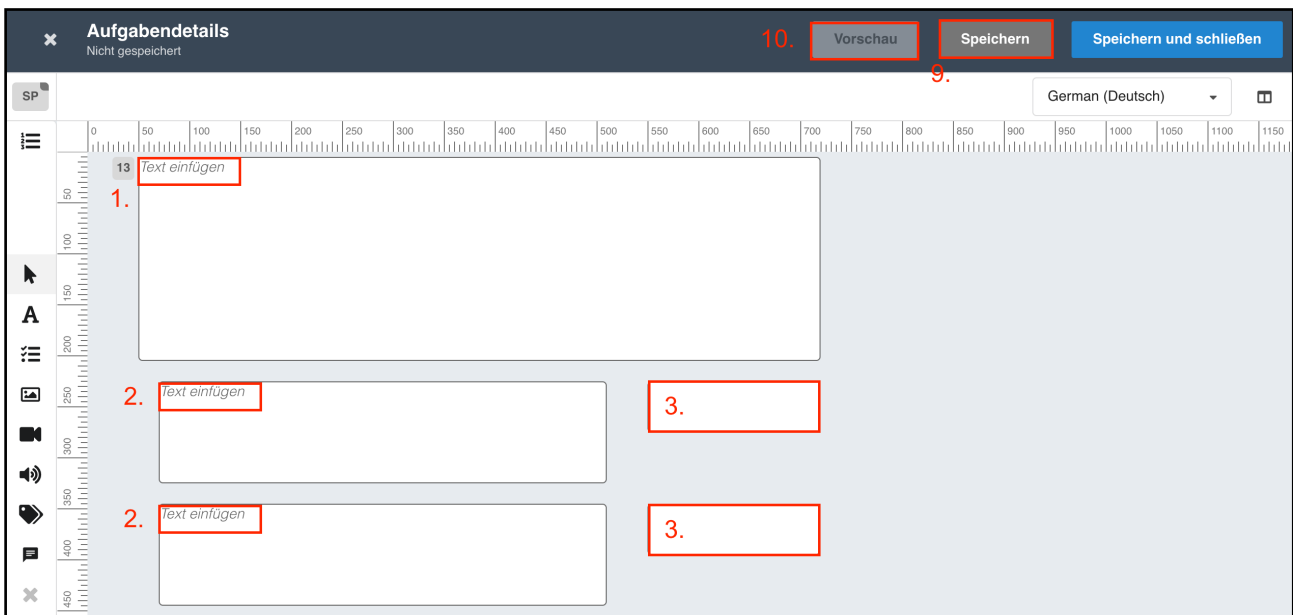 Aufgabendetails
Nicht gespeichert
10. Vorschau Speichern Speichern und schließen
9.
SP German (Deutsch)
0 50 100 150 200 250 300 350 400 450 500 550 600 650 700 750 800 850 900 950 1000 1050 1100 1150
13 Text einfügen
1.
50
100
150
A
200
2. Text einfügen 3.
250
300
350
2. Text einfügen 3.
400
450